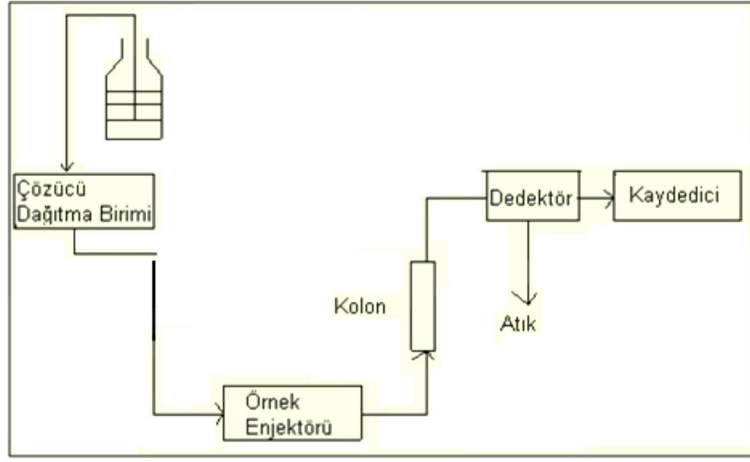 Çözücü
Dağıtma Birimi
Dedektör
Kaydedici
Kolon
Atık
Örnek
Enjektörü